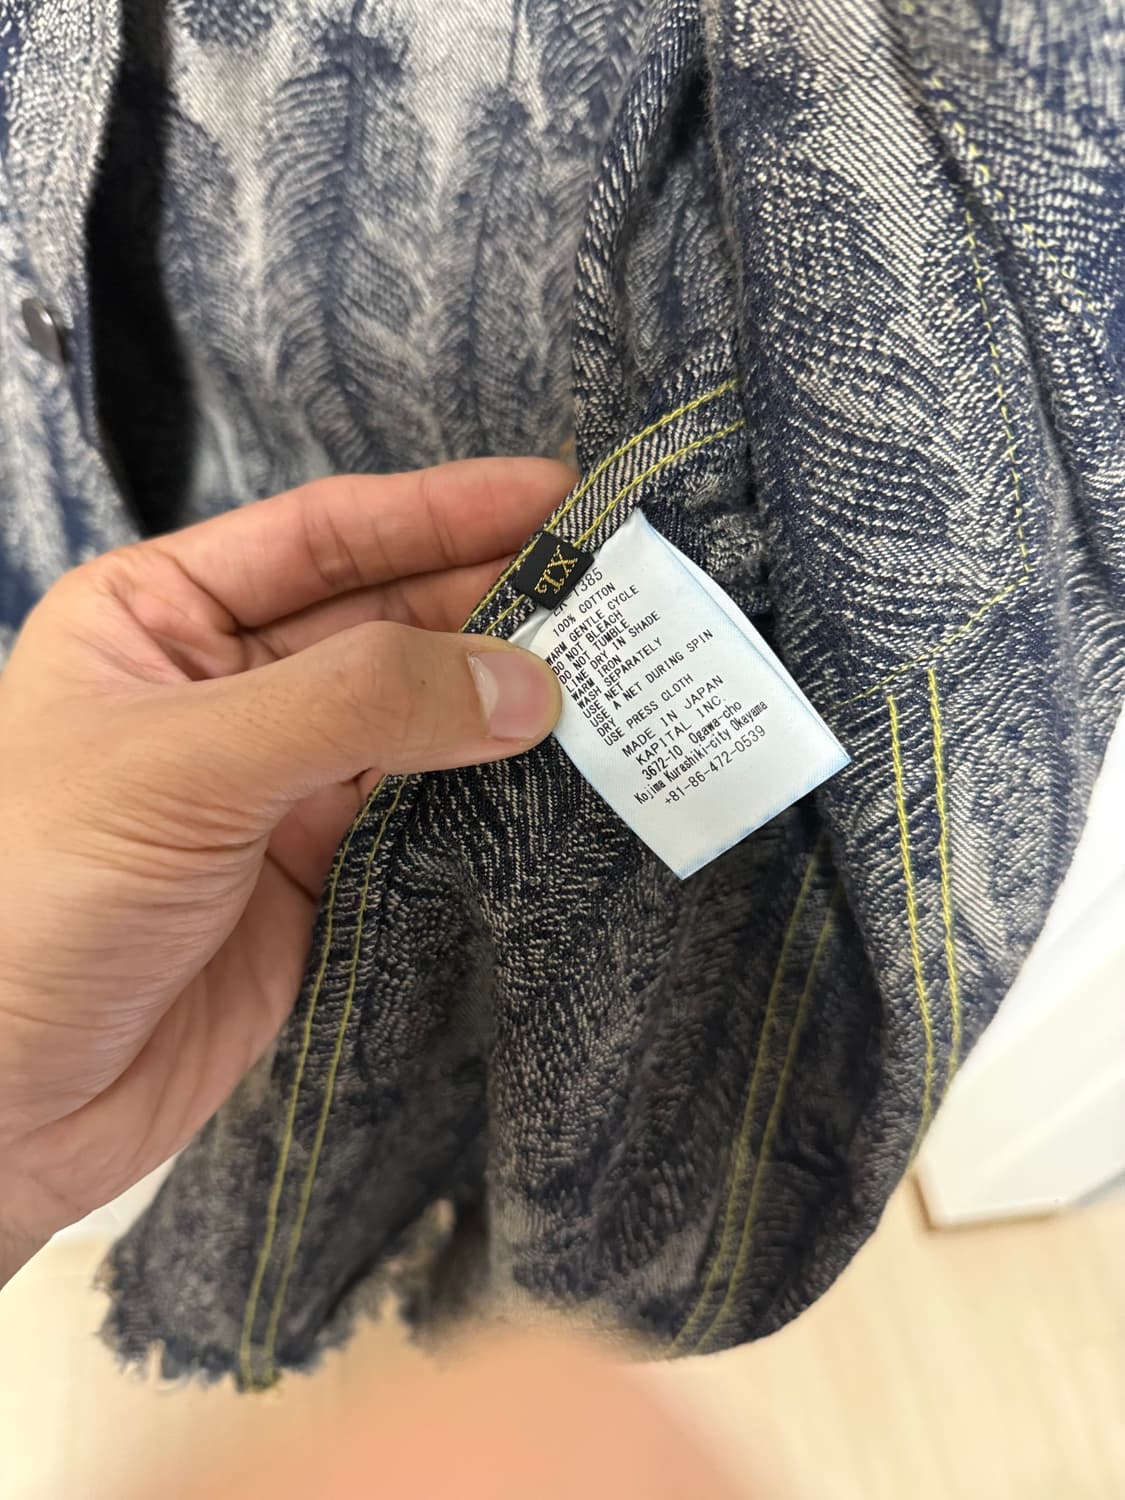 XL
1385
100% COTTON
WARM GENTLE CYCLE
DO NOT BLEACH
DO NOT TUMBLE
LINE DRY IN SHADE
WARM IRON
WASH SEPARATELY
USE NET
USE A NET DURING SPIN
DRY
USE PRESS CLOTH
MADE IN JAPAN
KAPITAL INC.
3672-10 Ogawa-cho
Kojima Kurashiki-city Okayama
+81-86-472-0539